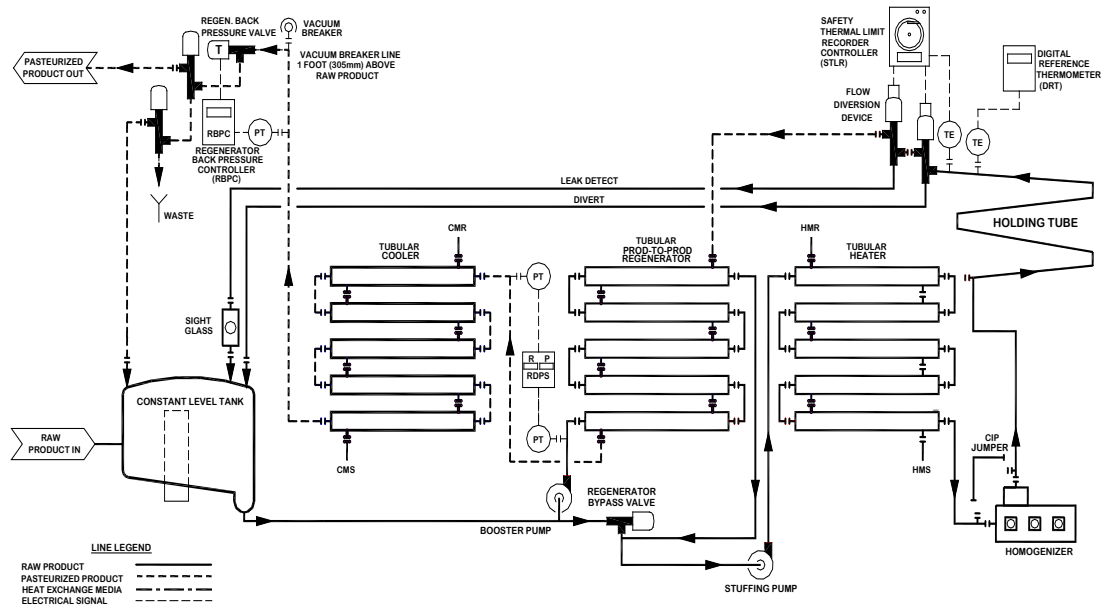 REGEN. BACK
PRESSURE VALVE
VACUUM
BREAKER
VACUUM BREAKER LINE
1 FOOT (305mm) ABOVE
RAW PRODUCT
PASTEURIZED
PRODUCT OUT
T
RBPC
PT
REGENERATOR
BACK PRESSURE
CONTROLLER
(RBPC)
WASTE
SAFETY
THERMAL LIMIT
RECORDER
CONTROLLER
(STLR)
DIGITAL
REFERENCE
THERMOMETER
(DRT)
FLOW
DIVERSION
DEVICE
TE
TE
LEAK DETECT
DIVERT
HOLDING TUBE
CMR
TUBULAR
COOLER
TUBULAR
PROD-TO-PROD
REGENERATOR
HMR
TUBULAR
HEATER
PT
R P
RDPS
PT
SIGHT
GLASS
CONSTANT LEVEL TANK
RAW
PRODUCT IN
CMS
HMS
CIP
JUMPER
REGENERATOR
BYPASS VALVE
BOOSTER PUMP
STUFFING PUMP
HOMOGENIZER
LINE LEGEND
RAW PRODUCT
PASTEURIZED PRODUCT
HEAT EXCHANGE MEDIA
ELECTRICAL SIGNAL